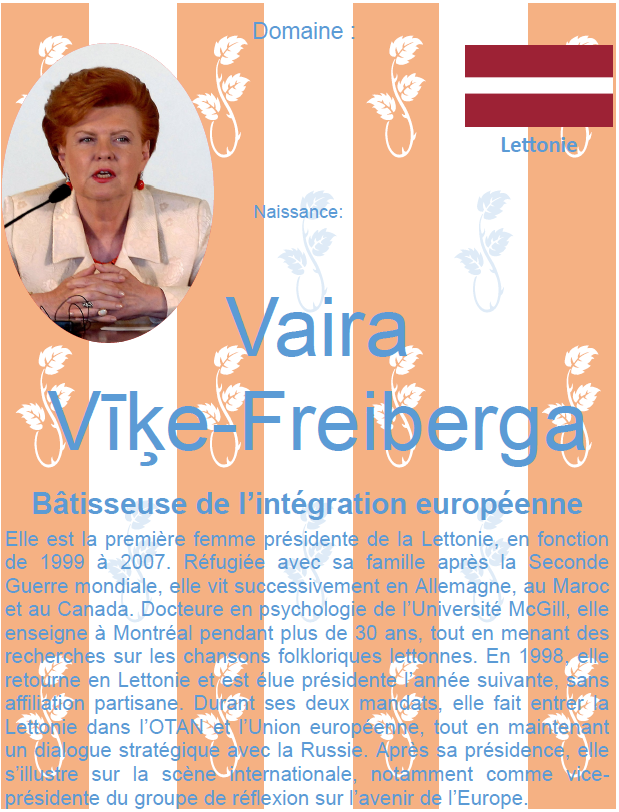 Domaine :
Lettonie
Naissance:
Vaira
Vīķe-Freiberga
Bâtisseuse de l’intégration européenne
Elle est la première femme présidente de la Lettonie, en fonction
de 1999 à 2007. Réfugiée avec sa famille après la Seconde
Guerre mondiale, elle vit successivement en Allemagne, au Maroc
et au Canada. Docteure en psychologie de l’Université McGill, elle
enseigne à Montréal pendant plus de 30 ans, tout en menant des
recherches sur les chansons folkloriques lettonnes. En 1998, elle
retourne en Lettonie et est élue présidente l’année suivante, sans
affiliation partisane. Durant ses deux mandats, elle fait entrer la
Lettonie dans l’OTAN et l’Union européenne, tout en maintenant
un dialogue stratégique avec la Russie. Après sa présidence, elle
s’illustre sur la scène internationale, notamment comme vice-
présidente du groupe de réflexion sur l’avenir de l’Europe.